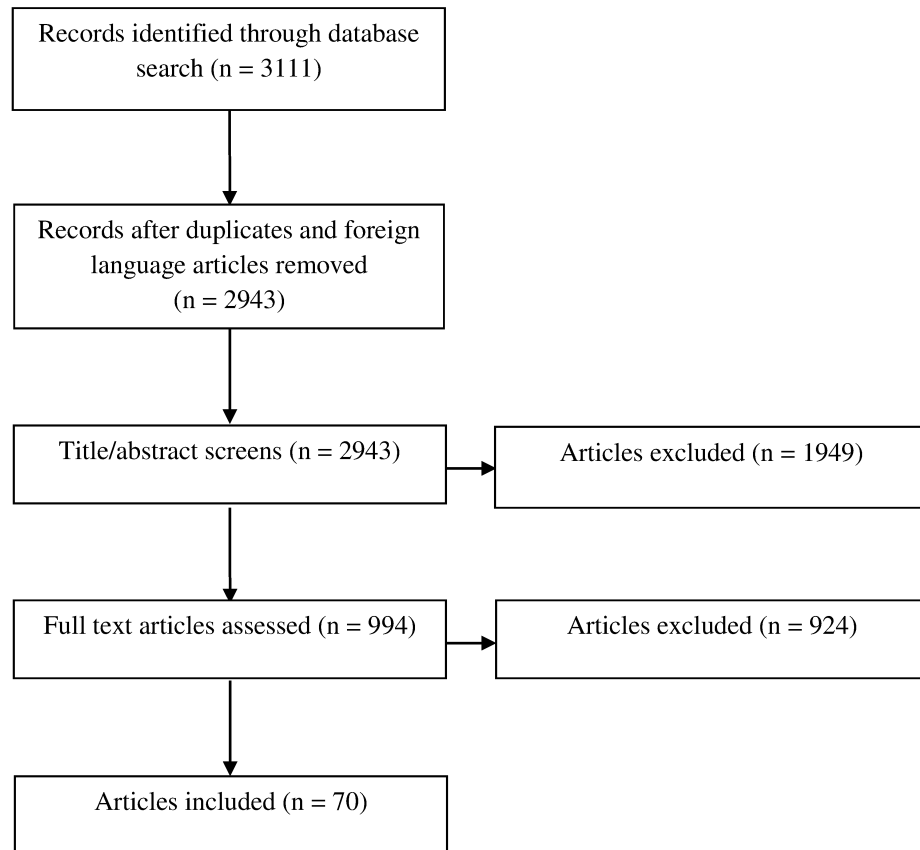 Records identified through database
search (n = 3111)
Records after duplicates and foreign
language articles removed
(n = 2943)
Title/abstract screens (n = 2943)
Articles excluded (n = 1949)
Full text articles assessed (n = 994)
Articles excluded (n = 924)
Articles included (n = 70)